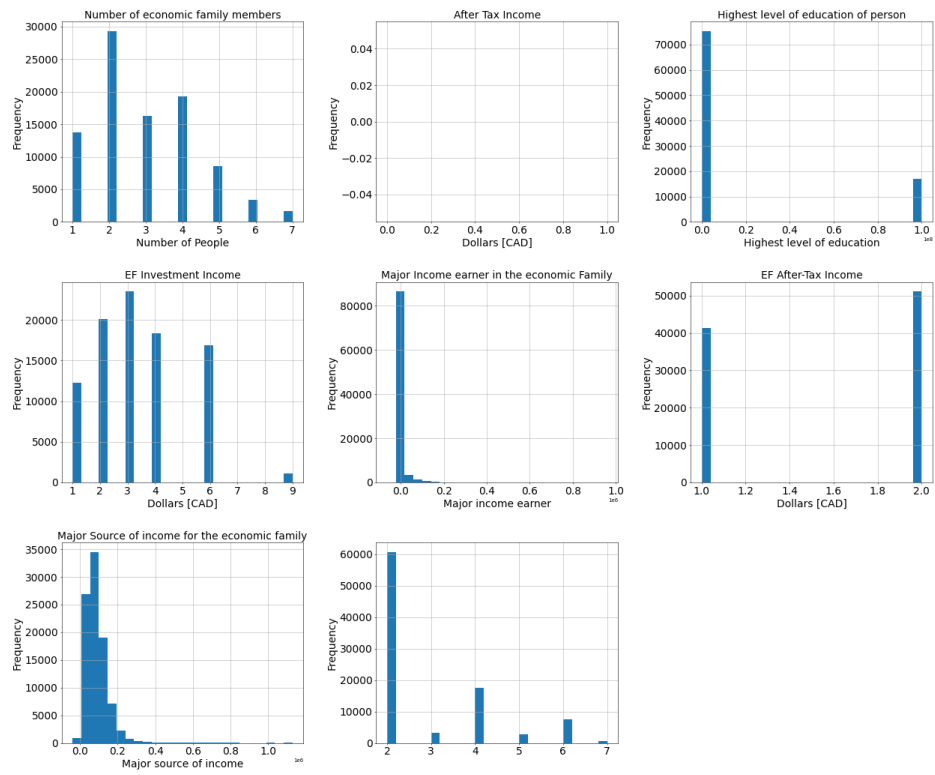 Number of economic family members
Frequency
30000
25000
20000
15000
10000
5000
0
1 2 3 4 5 6 7
Number of People
After Tax Income
Frequency
0.04
0.02
0.00
−0.02
−0.04
0.0 0.2 0.4 0.6 0.8 1.0
Dollars [CAD]
Highest level of education of person
Frequency
70000
60000
50000
40000
30000
20000
10000
0
0.0 0.2 0.4 0.6 0.8 1.0
1e8
Highest level of education
EF Investment Income
Frequency
20000
15000
10000
5000
0
1 2 3 4 5 6 7 8 9
Dollars [CAD]
Major Income earner in the economic Family
Frequency
80000
60000
40000
20000
0
0.0 0.2 0.4 0.6 0.8 1.0
1e6
Major income earner
EF After-Tax Income
Frequency
50000
40000
30000
20000
10000
0
1.0 1.2 1.4 1.6 1.8 2.0
Dollars [CAD]
Major Source of income for the economic family
Frequency
35000
30000
25000
20000
15000
10000
5000
0
0.0 0.2 0.4 0.6 0.8 1.0
1e6
Major source of income
Frequency
60000
50000
40000
30000
20000
10000
0
2 3 4 5 6 7